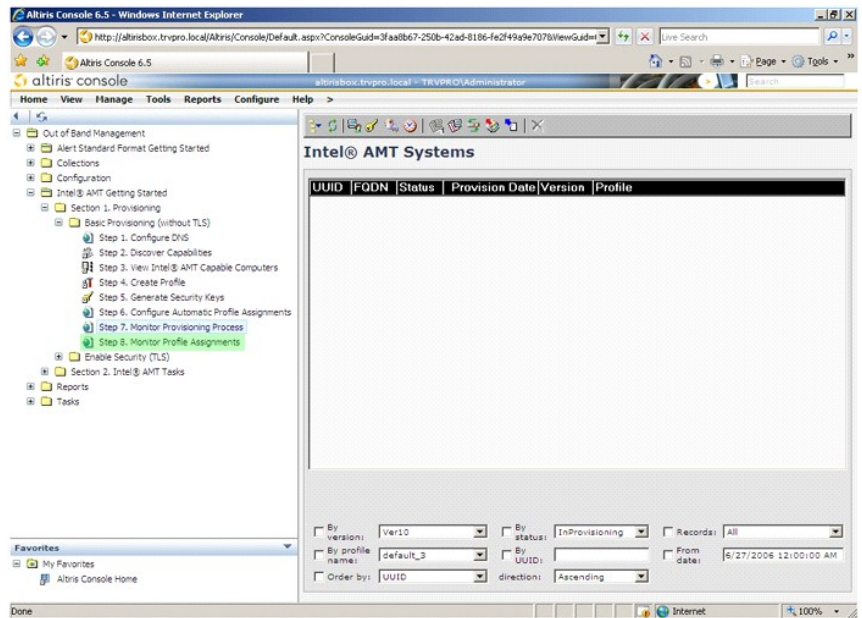 Altiris Console 6.5 - Windows Internet Explorer
http://altirisbox.trvpro.local/Altiris/Console/Default.aspx?ConsoleGuid=3faa8b67-250b-42ad-8186-fe2f49a9e707&ViewGuid=
Live Search
Altiris Console 6.5
Page
Tools
altiris console
altirisbox.trvpro.local - TRVPRO\Administrator
Search
Home View Manage Tools Reports Configure Help >
Out of Band Management
Alert Standard Format Getting Started
Collections
Configuration
Intel® AMT Getting Started
Section 1. Provisioning
Basic Provisioning (without TLS)
Step 1. Configure DNS
Step 2. Discover Capabilities
Step 3. View Intel® AMT Capable Computers
Step 4. Create Profile
Step 5. Generate Security Keys
Step 6. Configure Automatic Profile Assignments
Step 7. Monitor Provisioning Process
Step 8. Monitor Profile Assignments
Enable Security (TLS)
Section 2. Intel® AMT Tasks
Reports
Tasks
Favorites
My Favorites
Altiris Console Home
Intel® AMT Systems
UUID FQDN Status Provision Date Version Profile
By version: Ver10 By status: InProvisioning Records: All
By profile name: default_3 By UUID: From date: 6/27/2006 12:00:00 AM
Order by: UUID direction: Ascending
Done
Internet
100%